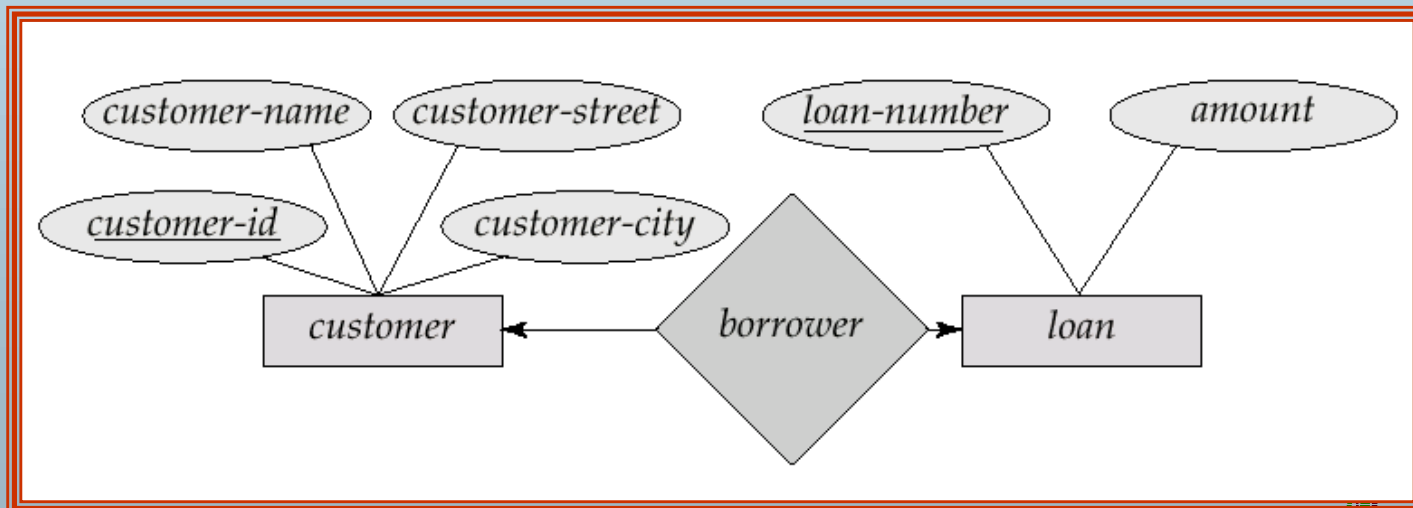 customer-name customer-street loan-number amount
customer-id customer-city
customer borrower loan